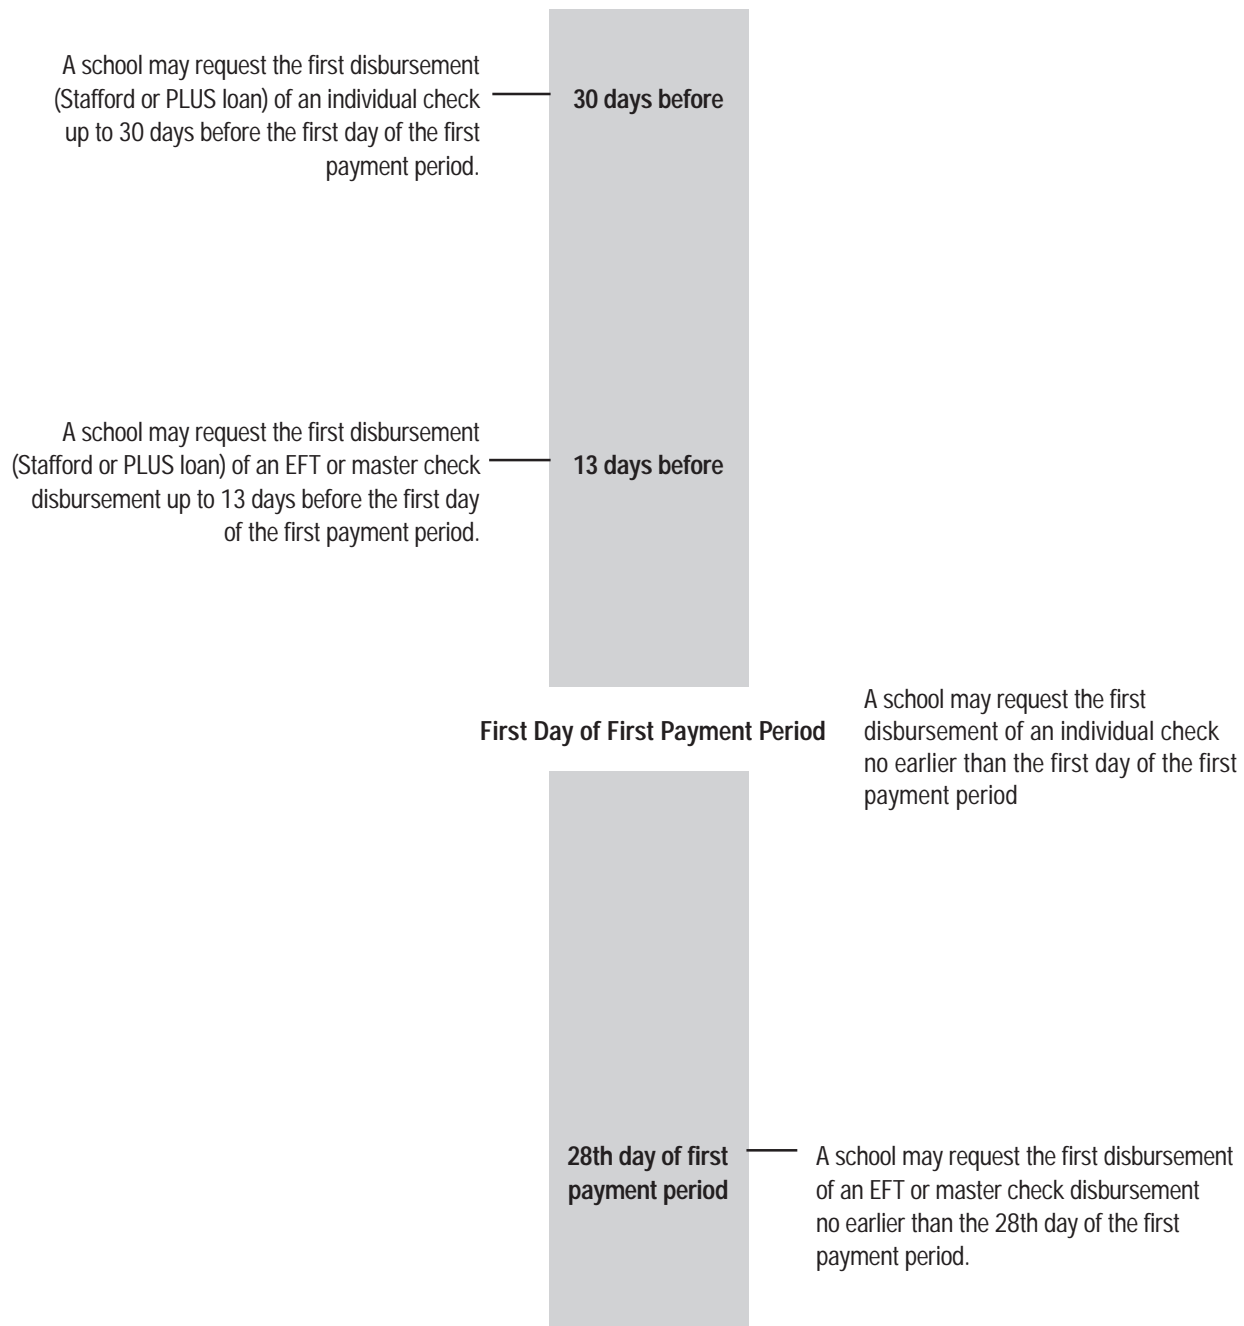 A school may request the first disbursement
(Stafford or PLUS loan) of an individual check
up to 30 days before the first day of the first
payment period.
30 days before
A school may request the first disbursement
(Stafford or PLUS loan) of an EFT or master check
disbursement up to 13 days before the first day
of the first payment period.
13 days before
First Day of First Payment Period
A school may request the first
disbursement of an individual check
no earlier than the first day of the first
payment period
28th day of first
payment period
A school may request the first disbursement
of an EFT or master check disbursement
no earlier than the 28th day of the first
payment period.